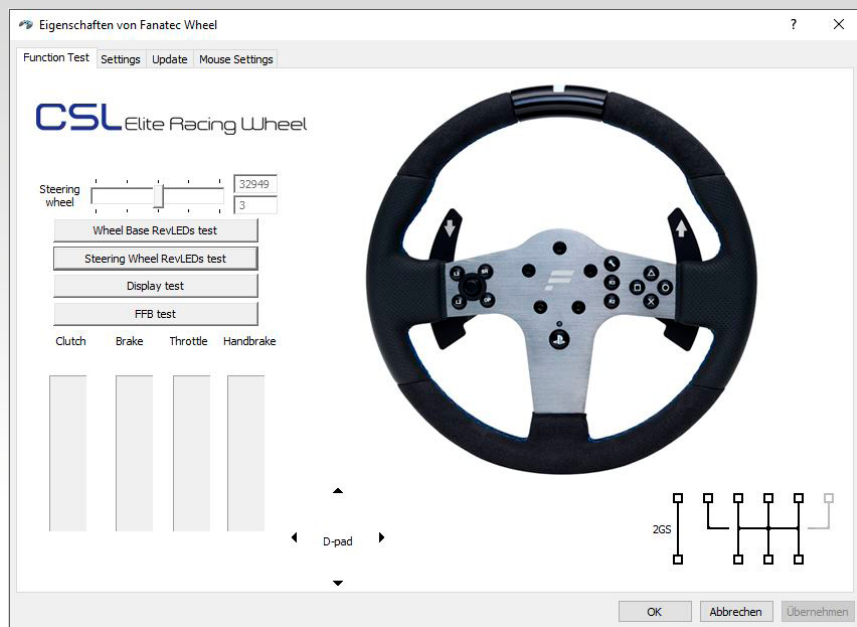 Eigenschaften von Fanatec Wheel
Function Test Settings Update Mouse Settings
CSL Elite Racing Wheel
Steering wheel
32949
3
Wheel Base RevLEDs test
Steering Wheel RevLEDs test
Display test
FFB test
Clutch Brake Throttle Handbrake
D-pad
2GS
OK Abbrechen Übernehmen